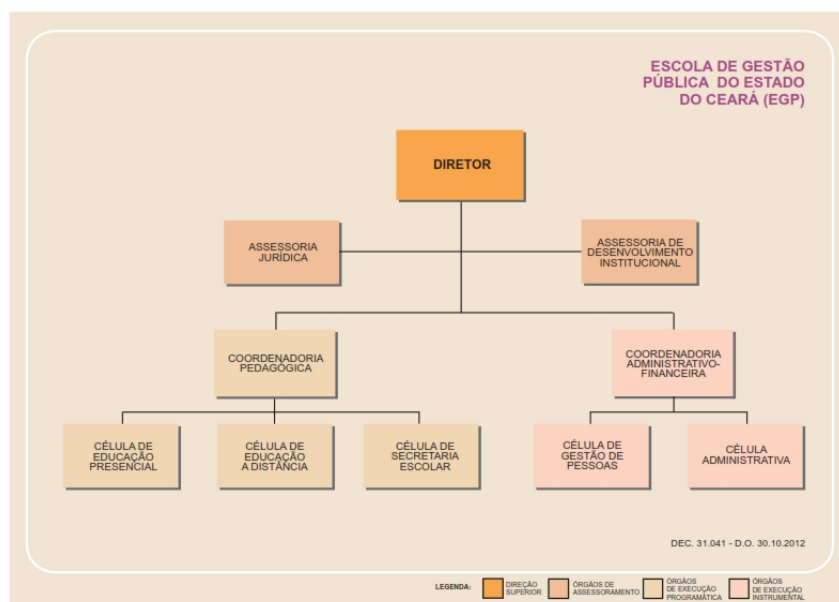 ESCOLA DE GESTÃO
PÚBLICA DO ESTADO
DO CEARÁ (EGP)
DIRETOR
ASSESSORIA
JURÍDICA
ASSESSORIA DE
DESENVOLVIMENTO
INSTITUCIONAL
COORDENADORIA
PEDAGÓGICA
COORDENADORIA
ADMINISTRATIVO-
FINANCEIRA
CÉLULA DE
EDUCAÇÃO
PRESENCIAL
CÉLULA DE
EDUCAÇÃO
A DISTÂNCIA
CÉLULA DE
SECRETARIA
ESCOLAR
CÉLULA DE
GESTÃO DE
PESSOAS
CÉLULA
ADMINISTRATIVA
DEC. 31.041 - D.O. 30.10.2012
LEGENDA:
DIREÇÃO
SUPERIOR
ÓRGÃOS DE
ASSESSORAMENTO
ÓRGÃOS
DE EXECUÇÃO
PROGRAMÁTICA
ÓRGÃOS
DE EXECUÇÃO
INSTRUMENTAL